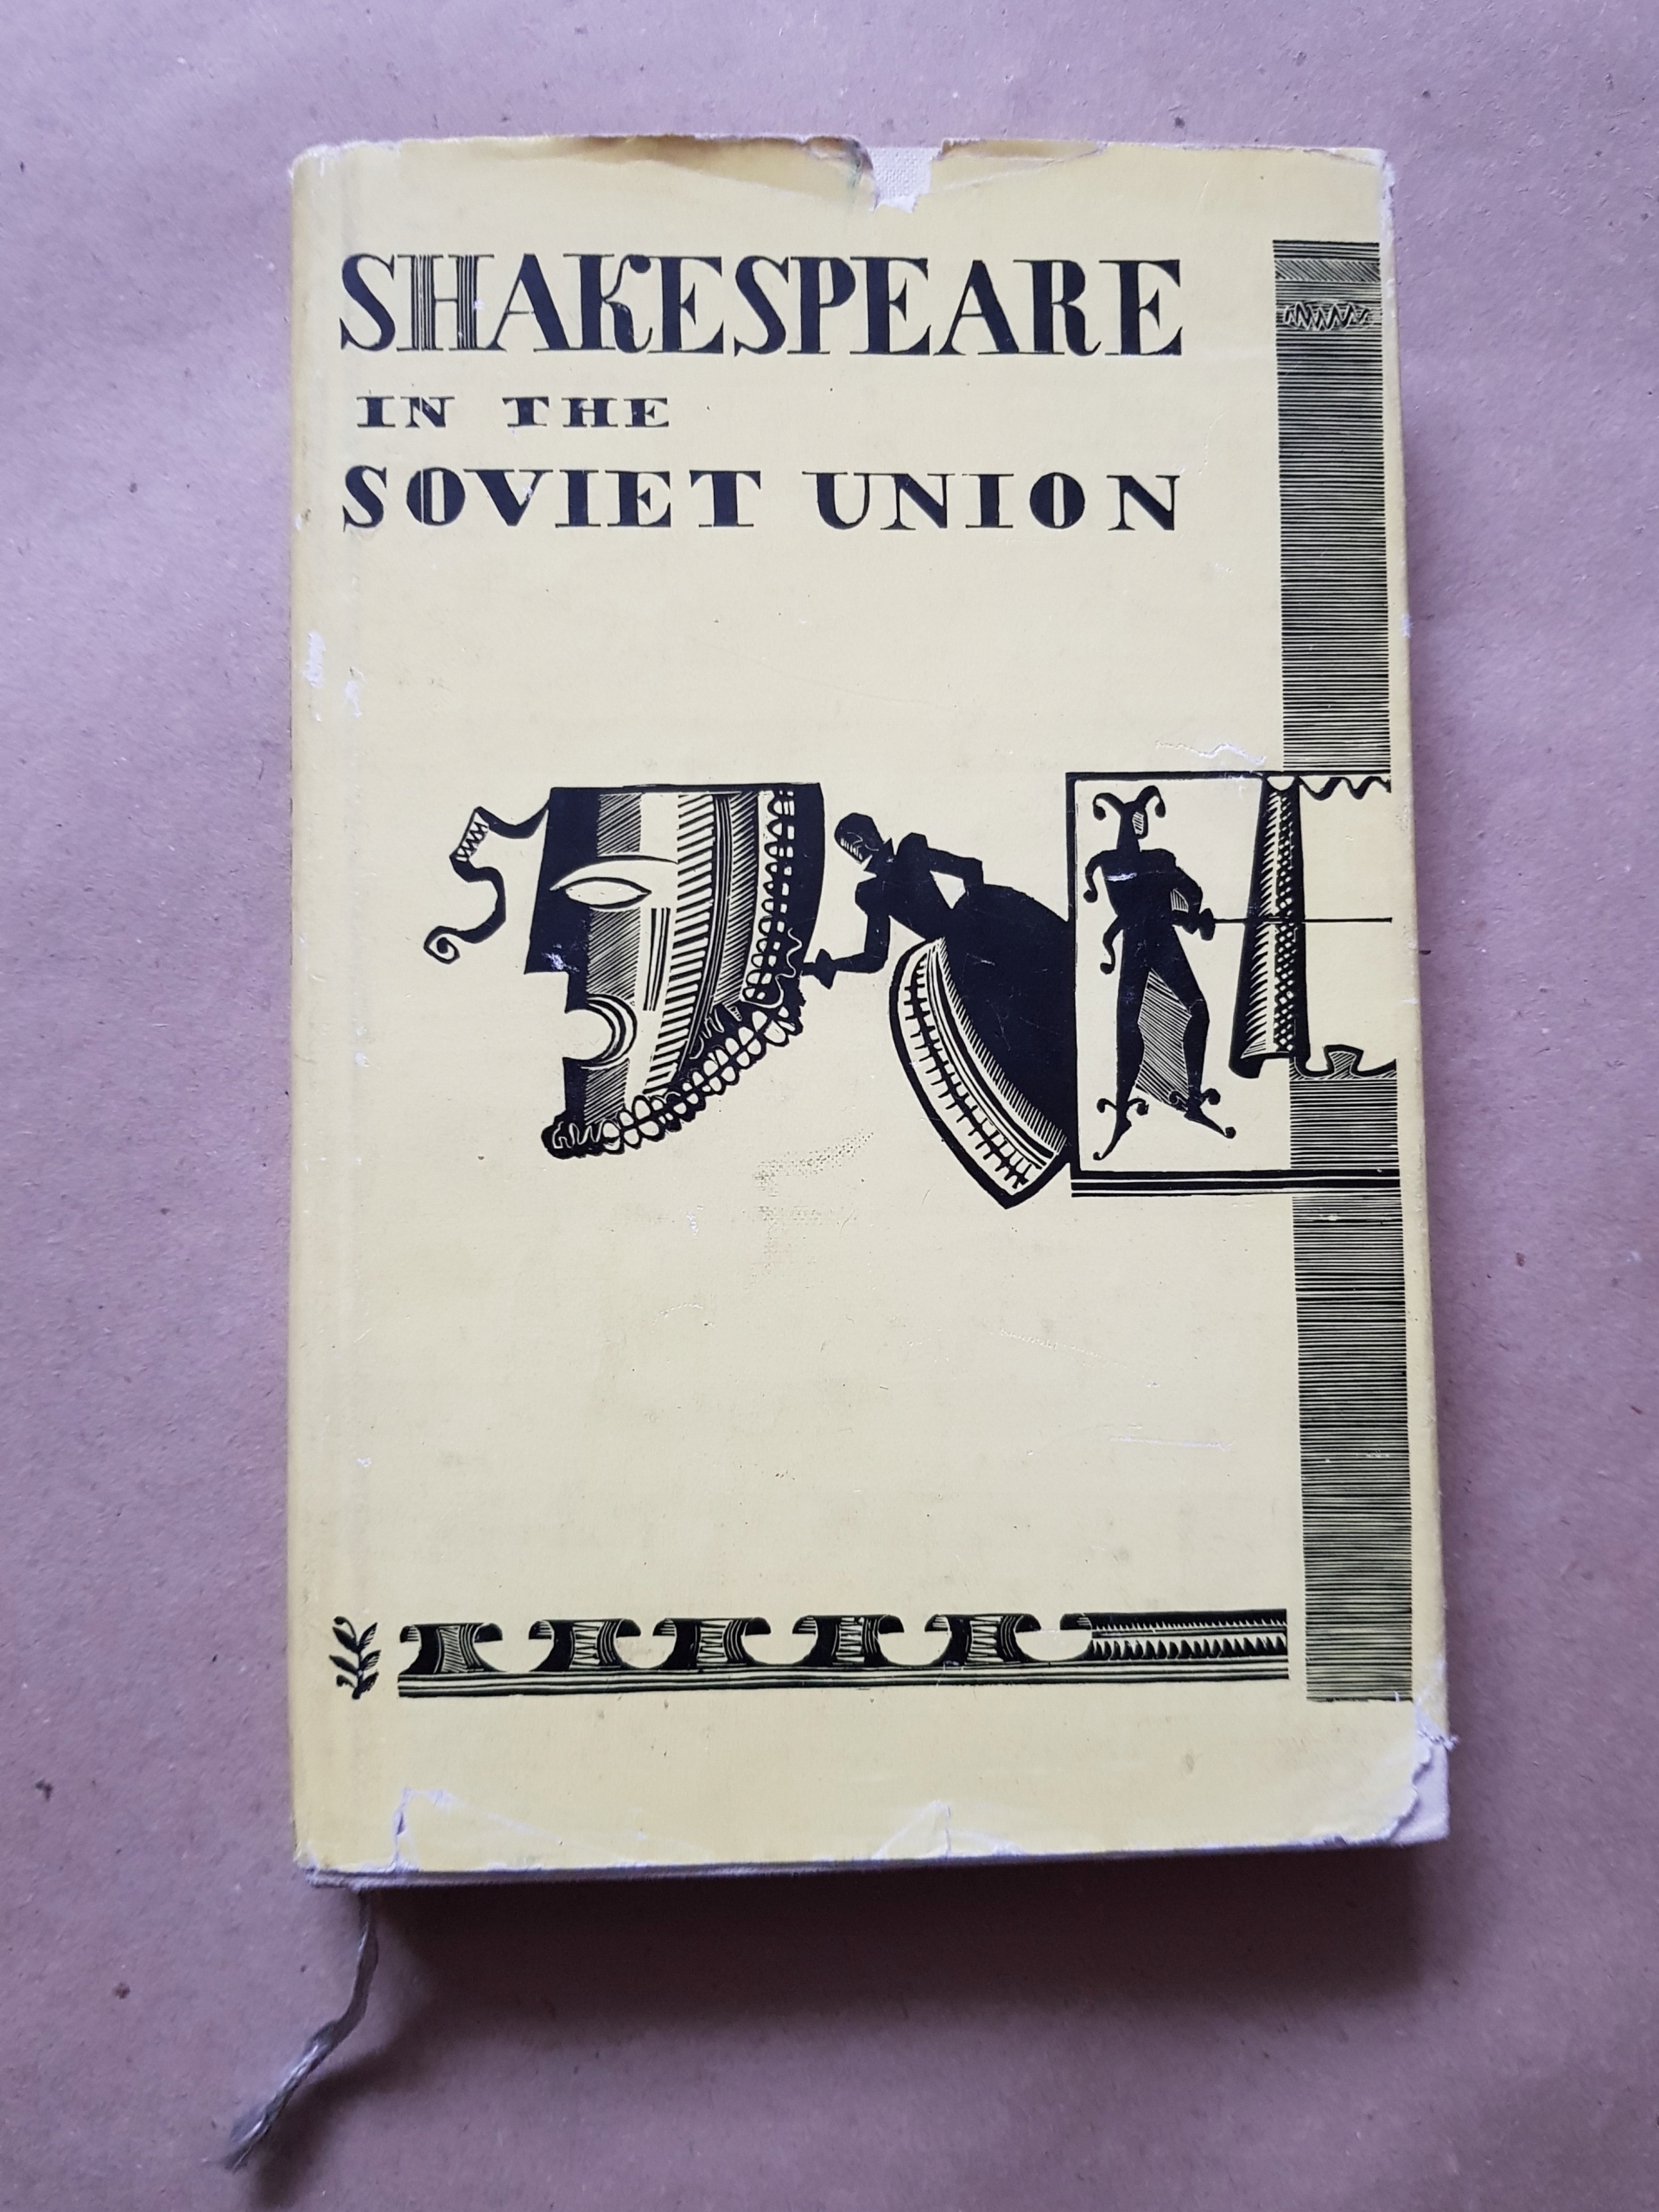 SHAKESPEARE
IN THE
SOVIET UNION